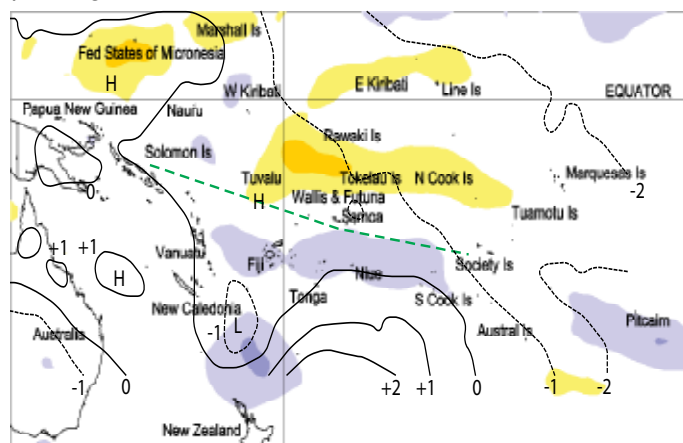 Marshall Is
Fed States of Micronesia
H
W Kiribati
E Kiribati
Line Is
EQUATOR
Papua New Guinea
Nauru
Rawaki Is
Solomon Is
Tuvalu
Tokelau Is
N Cook Is
Marquesas Is
-2
0
H
Wallis & Futuna
Samoa
Tuamotu Is
+1
+1
H
Vanuatu
Fiji
Niue
Society Is
New Caledonia
Tonga
S Cook Is
-1
L
Australia
Austral Is
Pitcairn
-1
0
+2
+1
0
-1
-2
New Zealand